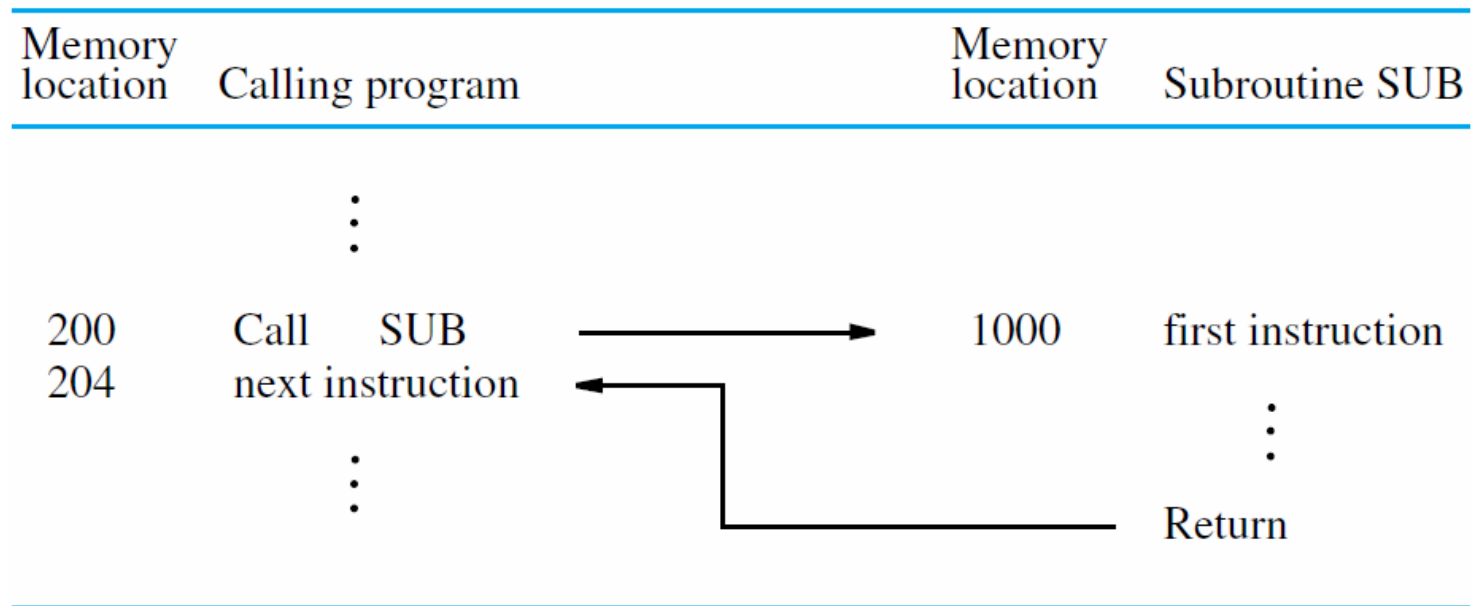 Memory location Calling program Memory location Subroutine SUB
⋮
200 Call SUB 1000 first instruction
204 next instruction
⋮ ⋮
Return